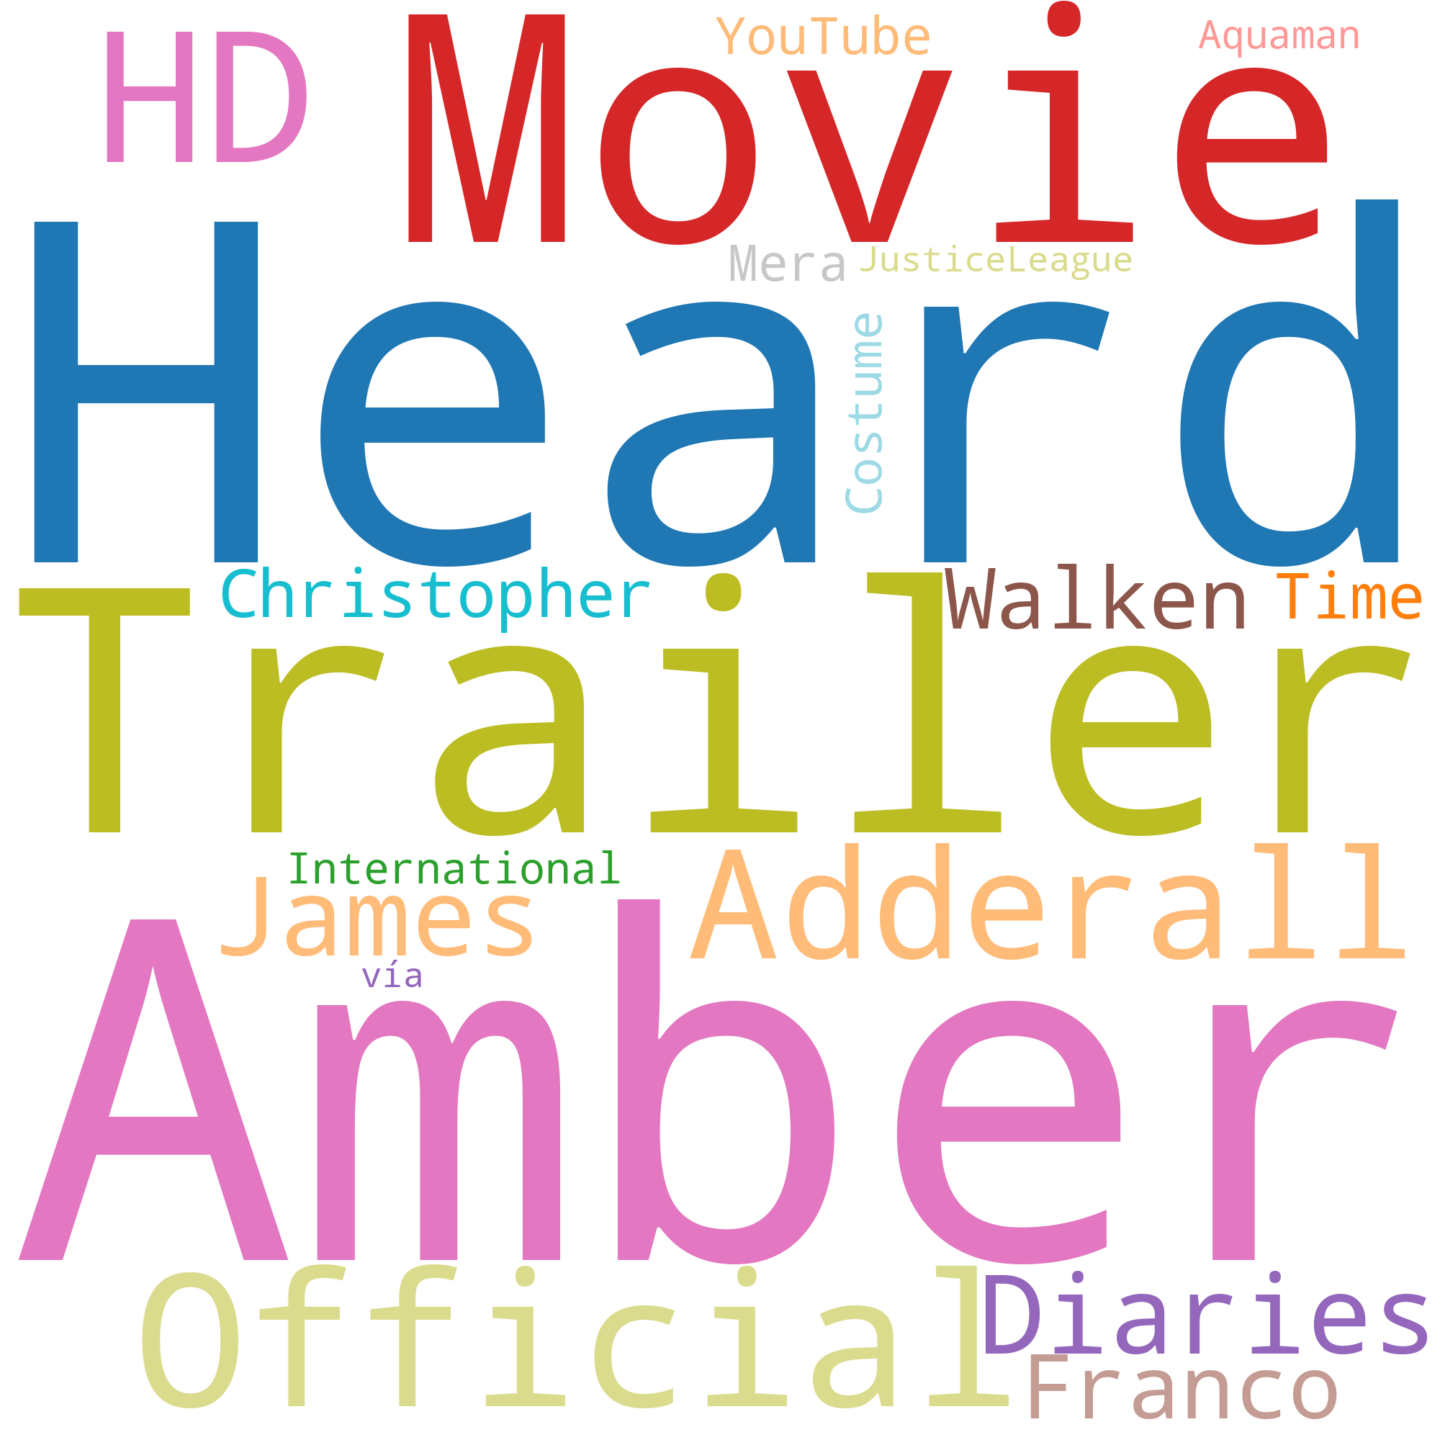 HD
Movie
YouTube
Aquaman
Heard
Mera
JusticeLeague
Costume
Trailer
Christopher
Walken
Time
International
James
Adderall
vía
Amber
Official
Diaries
Franco